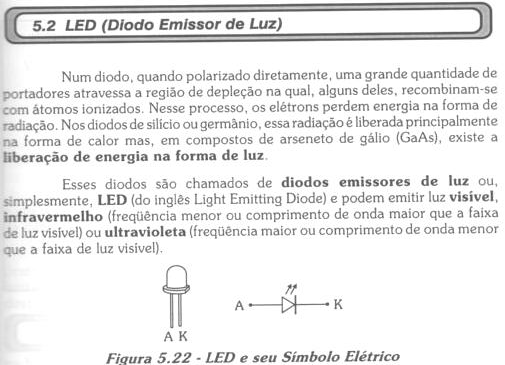 5.2 LED (Diodo Emissor de Luz)
Num diodo, quando polarizado diretamente, uma grande quantidade de
portadores atravessa a região de depleção na qual, alguns deles, recombinam-se
com átomos ionizados. Nesse processo, os elétrons perdem energia na forma de
radiação. Nos diodos de silício ou germânio, essa radiação é liberada principalmente
na forma de calor mas, em compostos de arseneto de gálio (GaAs), existe a
liberação de energia na forma de luz.
Esses diodos são chamados de diodos emissores de luz ou,
simplesmente, LED (do inglês Light Emitting Diode) e podem emitir luz visível,
infravermelho (freqüência menor ou comprimento de onda maior que a faixa
de luz visível) ou ultravioleta (freqüência maior ou comprimento de onda menor
que a faixa de luz visível).
A K
A K
Figura 5.22 - LED e seu Símbolo Elétrico